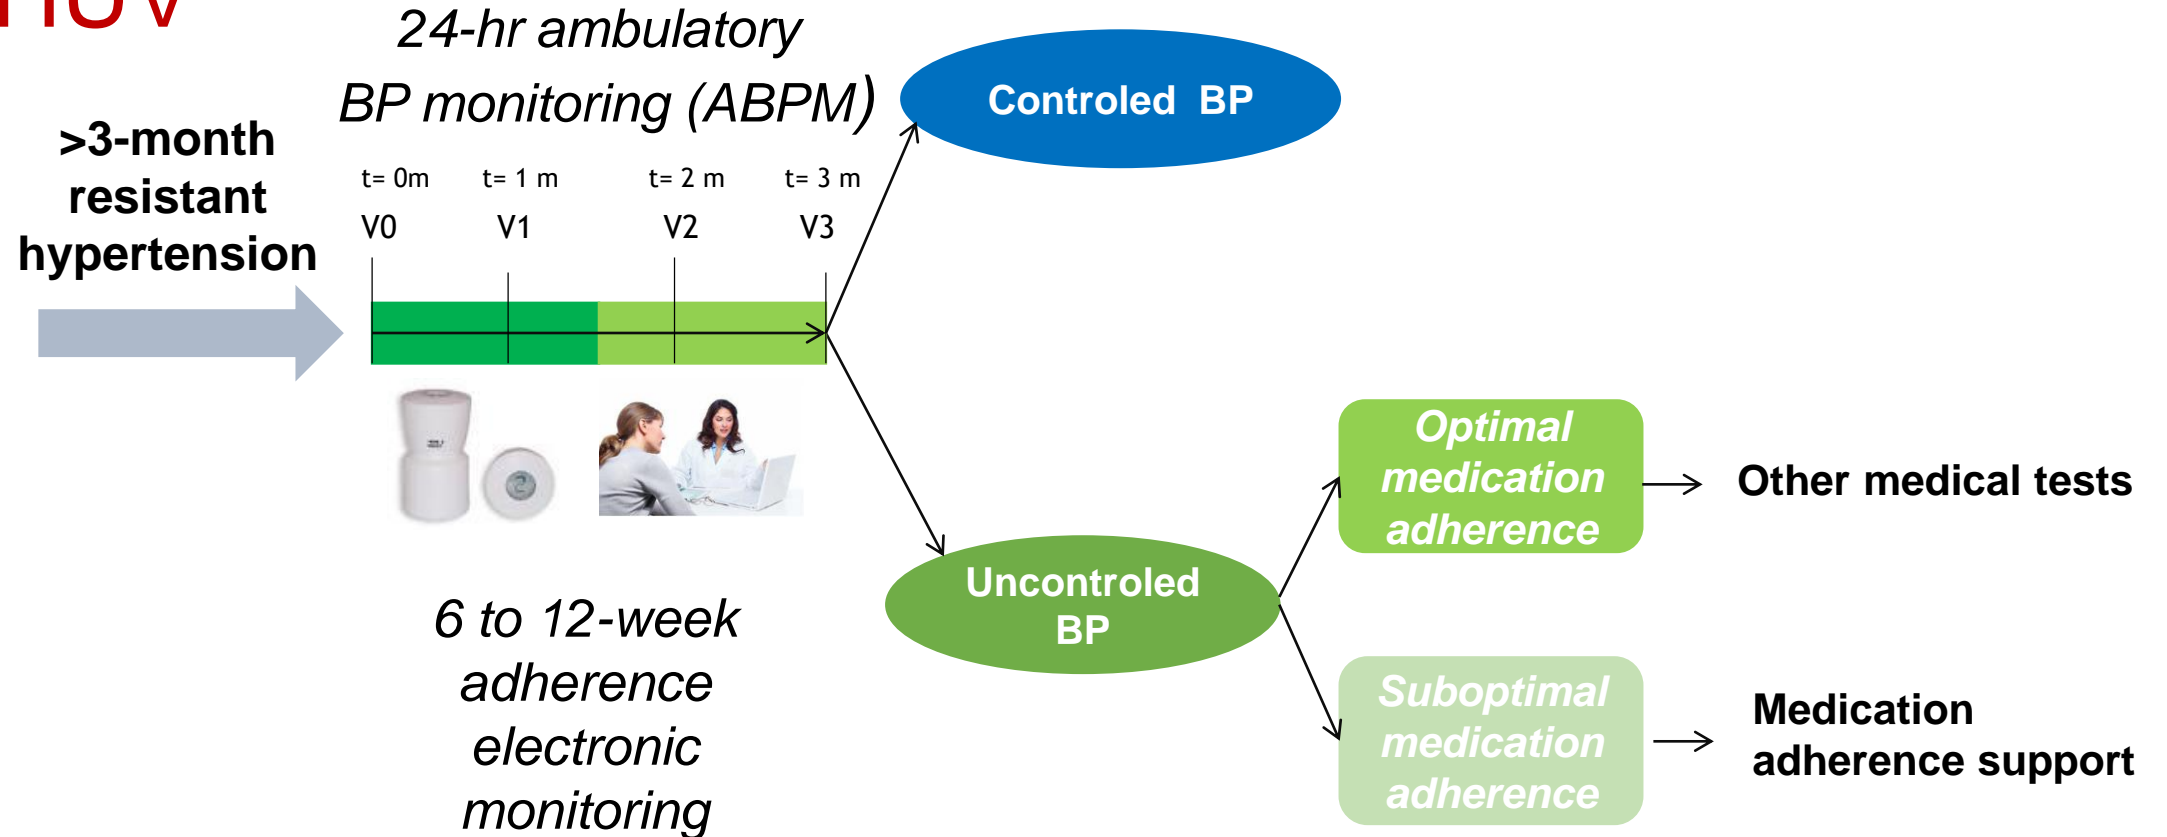 24-hr ambulatory
BP monitoring (ABPM)
>3-month
resistant
hypertension
t= 0m
t= 1 m
t= 2 m
t= 3 m
V0
V1
V2
V3
Controled BP
6 to 12-week
adherence
electronic
monitoring
Uncontroled
BP
Optimal
medication
adherence
Other medical tests
Suboptimal
medication
adherence
Medication
adherence support